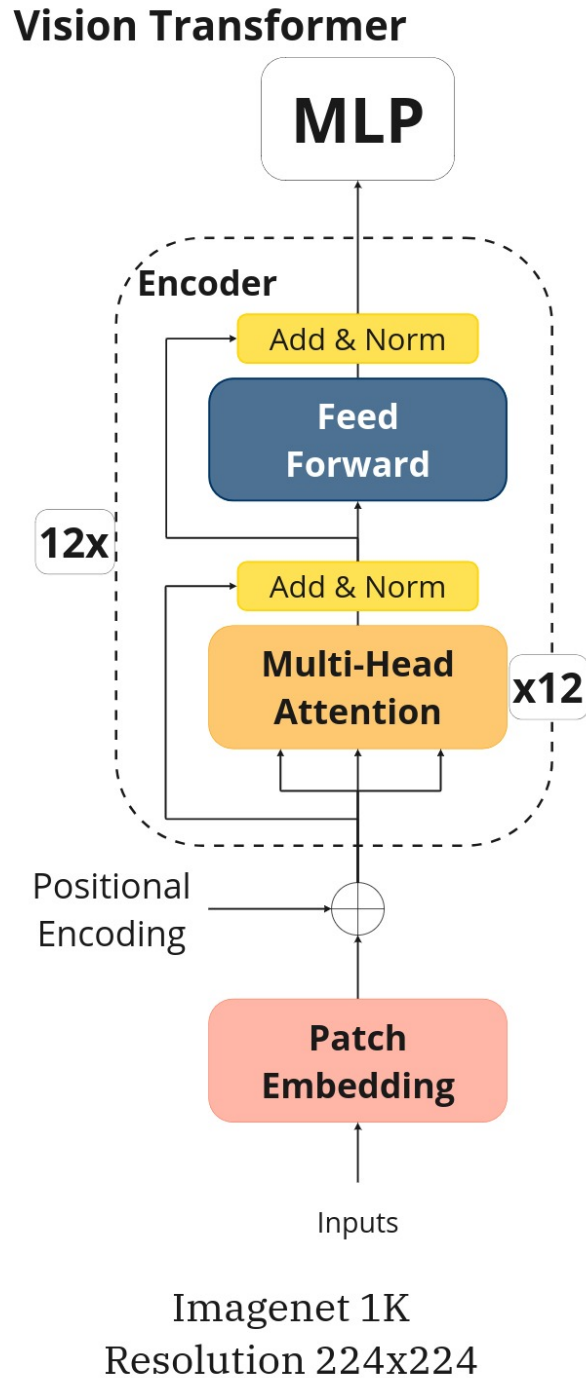 Vision Transformer
MLP
Encoder
Add & Norm
Feed
Forward
12x
Add & Norm
Multi-Head
Attention
x12
Positional
Encoding
Patch
Embedding
Inputs
Imagenet 1K
Resolution 224x224